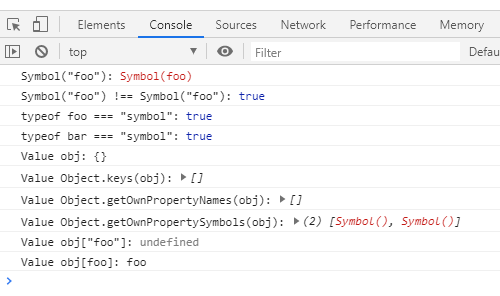 Elements Console Sources Network Performance Memory
top Filter Defau
Symbol("foo"): Symbol(foo)
Symbol("foo") !== Symbol("foo"): true
typeof foo === "symbol": true
typeof bar === "symbol": true
Value obj: {}
Value Object.keys(obj): ▶ []
Value Object.getOwnPropertyNames(obj): ▶ []
Value Object.getOwnPropertySymbols(obj): ▶ (2) [Symbol(), Symbol()]
Value obj["foo"]: undefined
Value obj[foo]: foo